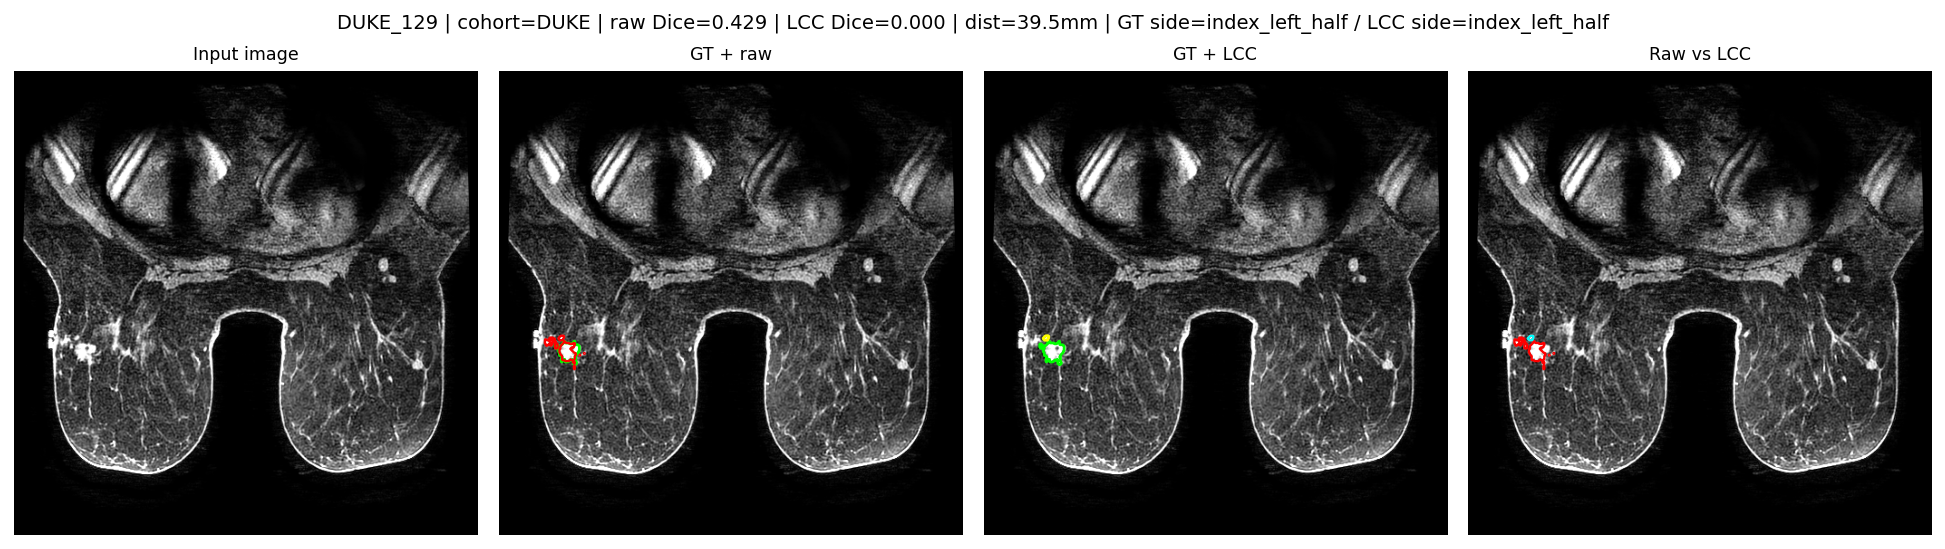 DUKE_129 | cohort=DUKE | raw Dice=0.429 | LCC Dice=0.000 | dist=39.5mm | GT side=index_left_half / LCC side=index_left_half
Input image
GT + raw
GT + LCC
Raw vs LCC